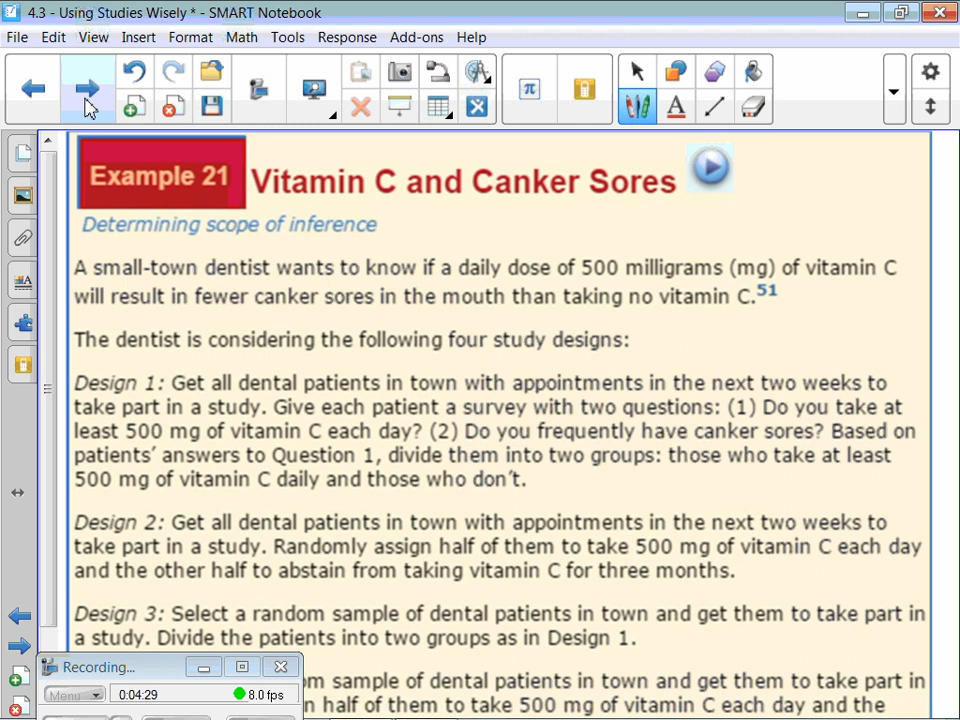 4.3 - Using Studies Wisely * - SMART Notebook
File Edit View Insert Format Math Tools Response Add-ons Help
π
A
Example 21 Vitamin C and Canker Sores
Determining scope of inference
A small-town dentist wants to know if a daily dose of 500 milligrams (mg) of vitamin C
will result in fewer canker sores in the mouth than taking no vitamin C.51
The dentist is considering the following four study designs:
Design 1: Get all dental patients in town with appointments in the next two weeks to
take part in a study. Give each patient a survey with two questions: (1) Do you take at
least 500 mg of vitamin C each day? (2) Do you frequently have canker sores? Based on
patients' answers to Question 1, divide them into two groups: those who take at least
500 mg of vitamin C daily and those who don't.
Design 2: Get all dental patients in town with appointments in the next two weeks to
take part in a study. Randomly assign half of them to take 500 mg of vitamin C each day
and the other half to abstain from taking vitamin C for three months.
Design 3: Select a random sample of dental patients in town and get them to take part in
a study. Divide the patients into two groups as in Design 1.
Recording...
Menu 0:04:29 8.0 fps
sample of dental patients in town and get them to take part in
half of them to take 500 mg of vitamin C each day and the